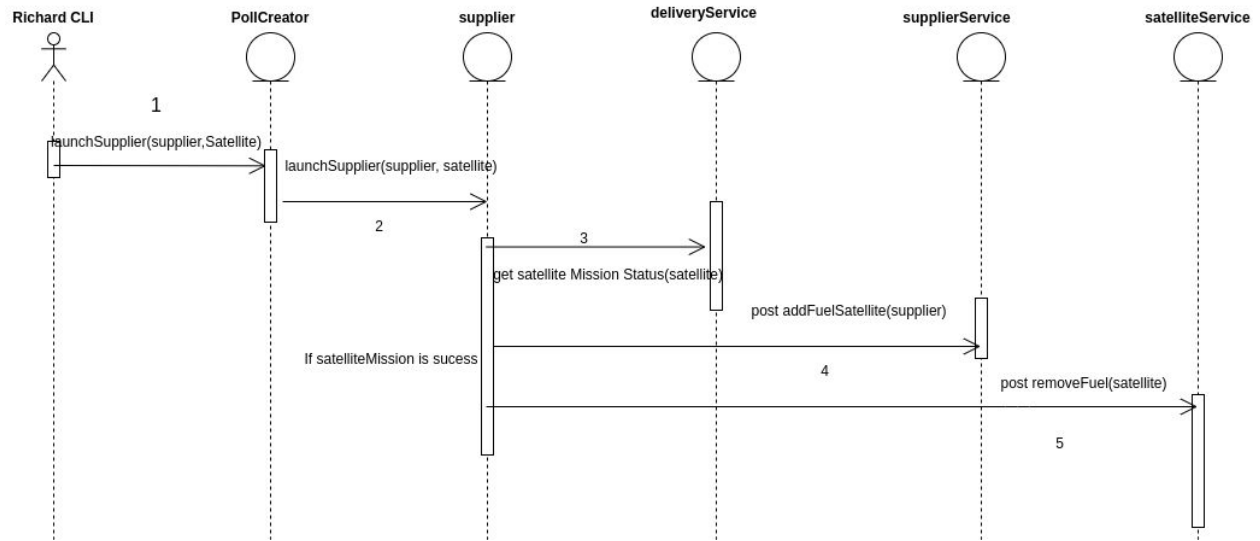 Richard CLI
PollCreator
supplier
deliveryService
supplierService
satelliteService
1
launchSupplier(supplier,Satellite)
launchSupplier(supplier, satellite)
2
3
get satellite Mission Status(satellite)
post addFuelSatellite(supplier)
If satelliteMission is sucess
4
post removeFuel(satellite)
5